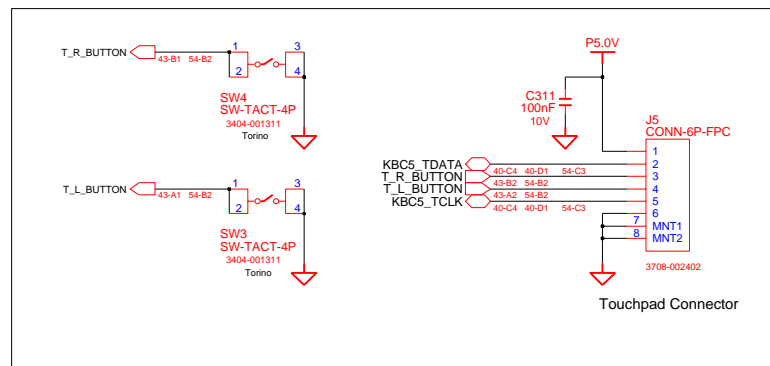 T_R_BUTTON
43-B1 54-B2
1
2
3
4
SW4
SW-TACT-4P
3404-001311
Torino
T_L_BUTTON
43-A1 54-B2
1
2
3
4
SW3
SW-TACT-4P
3404-001311
Torino
P5.0V
C311
100nF
10V
J5
CONN-6P-FPC
1
KBC5_TDATA 40-C4 40-D1 54-C3 2
T_R_BUTTON 43-B2 54-B2 3
T_L_BUTTON 43-A2 54-B2 4
KBC5_TCLK 40-C4 40-D1 54-C3 5
6
7 MNT1
8 MNT2
3708-002402
Touchpad Connector